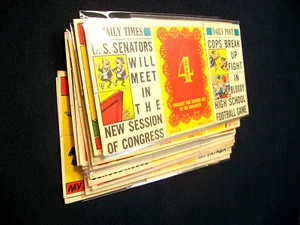 DAILY TIMES
U.S. SENATORS
WILL
MEET
IN
THE
NEW SESSION
OF CONGRESS
4
DAILY POST
COPS BREAK
UP
FIGHT
IN
BLOODY
HIGH SCHOOL
FOOTBALL GAME
MY